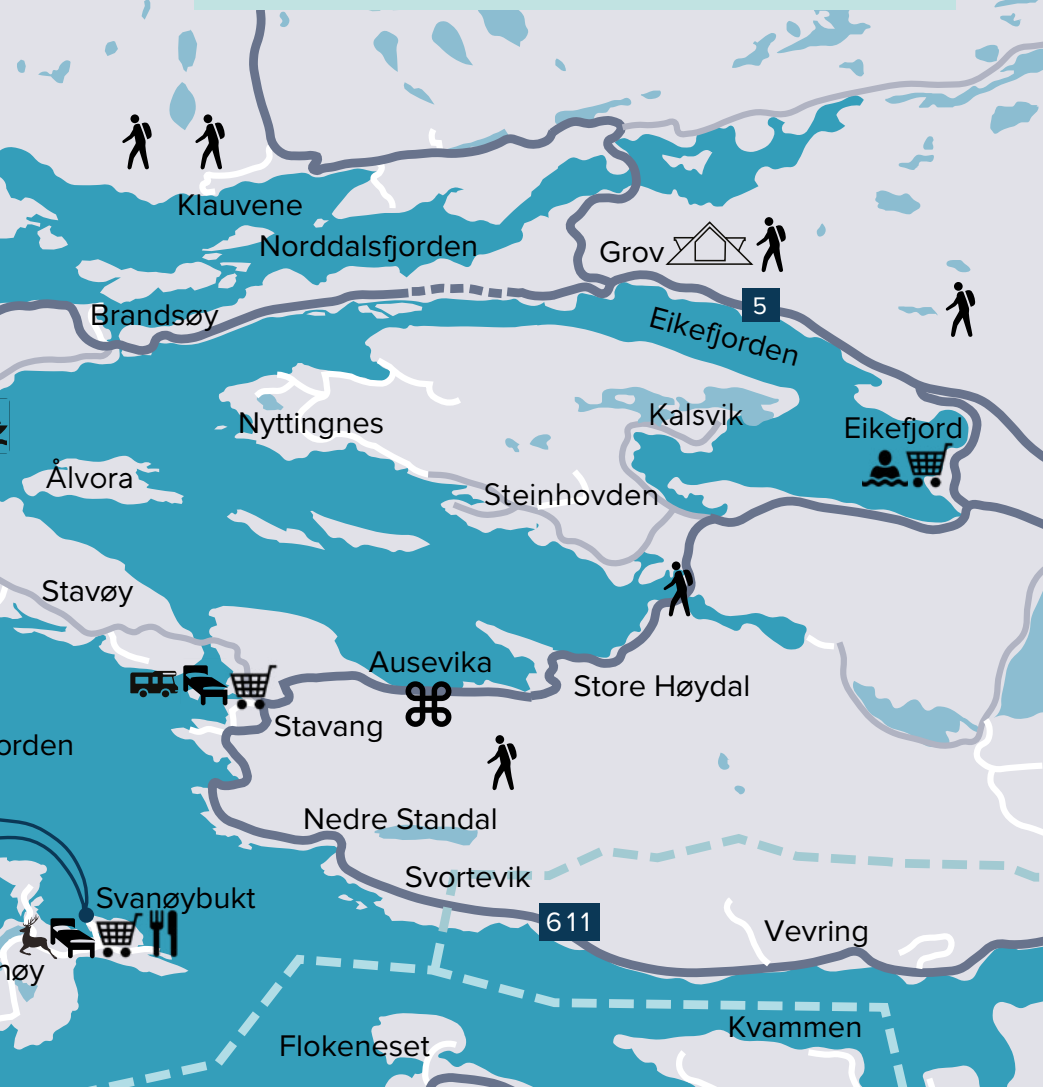 Klauvene
Norddalsfjorden
Grov
5
Brandsøy
Eikefjorden
Nyttingnes
Kalsvik
Eikefjord
Ålvora
Steinhovden
Stavøy
Ausevika
Store Høydal
Stavang
orden
Nedre Standal
Svortevik
Svanøybukt
611
Vevring
nøy
Kvammen
Flokeneset